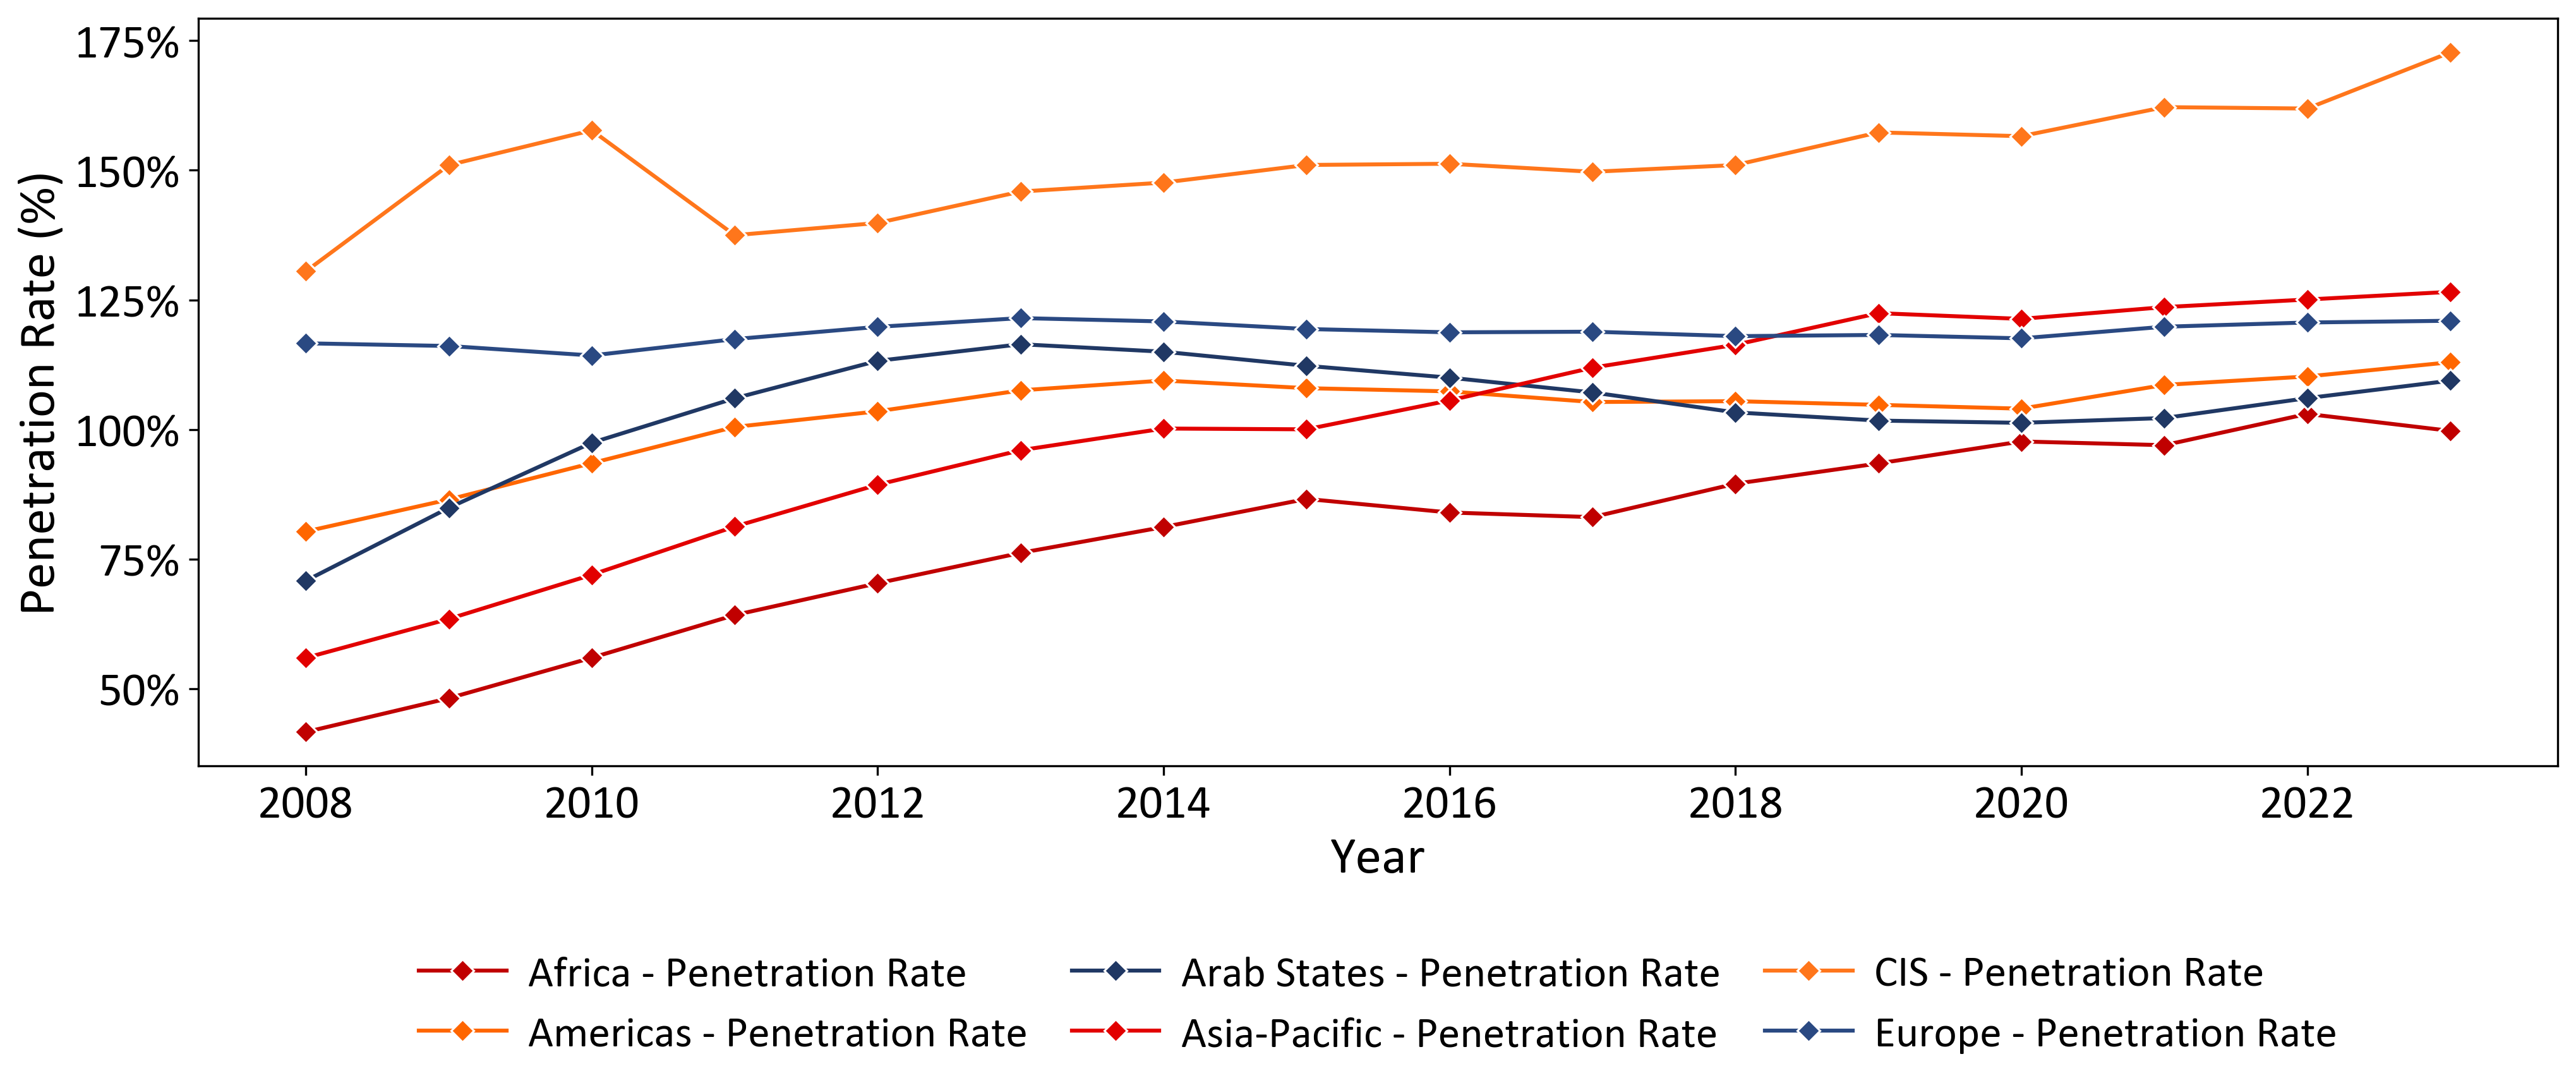 175%
150%
125%
100%
75%
50%
Penetration Rate (%)
2008 2010 2012 2014 2016 2018 2020 2022
Year
Africa - Penetration Rate
Americas - Penetration Rate
Arab States - Penetration Rate
Asia-Pacific - Penetration Rate
CIS - Penetration Rate
Europe - Penetration Rate